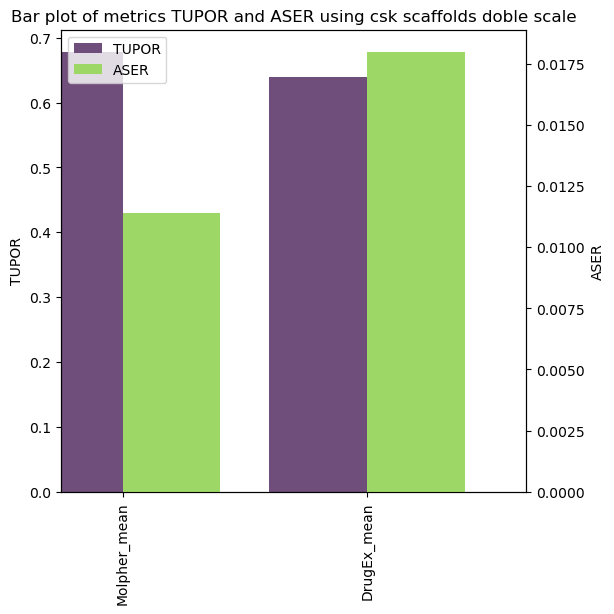 Bar plot of metrics TUPOR and ASER using csk scaffolds doble scale
TUPOR
ASER
0.7
0.6
0.5
0.4
0.3
0.2
0.1
0.0
TUPOR
0.0175
0.0150
0.0125
0.0100
0.0075
0.0050
0.0025
0.0000
ASER
Molpher_mean
DrugEx_mean